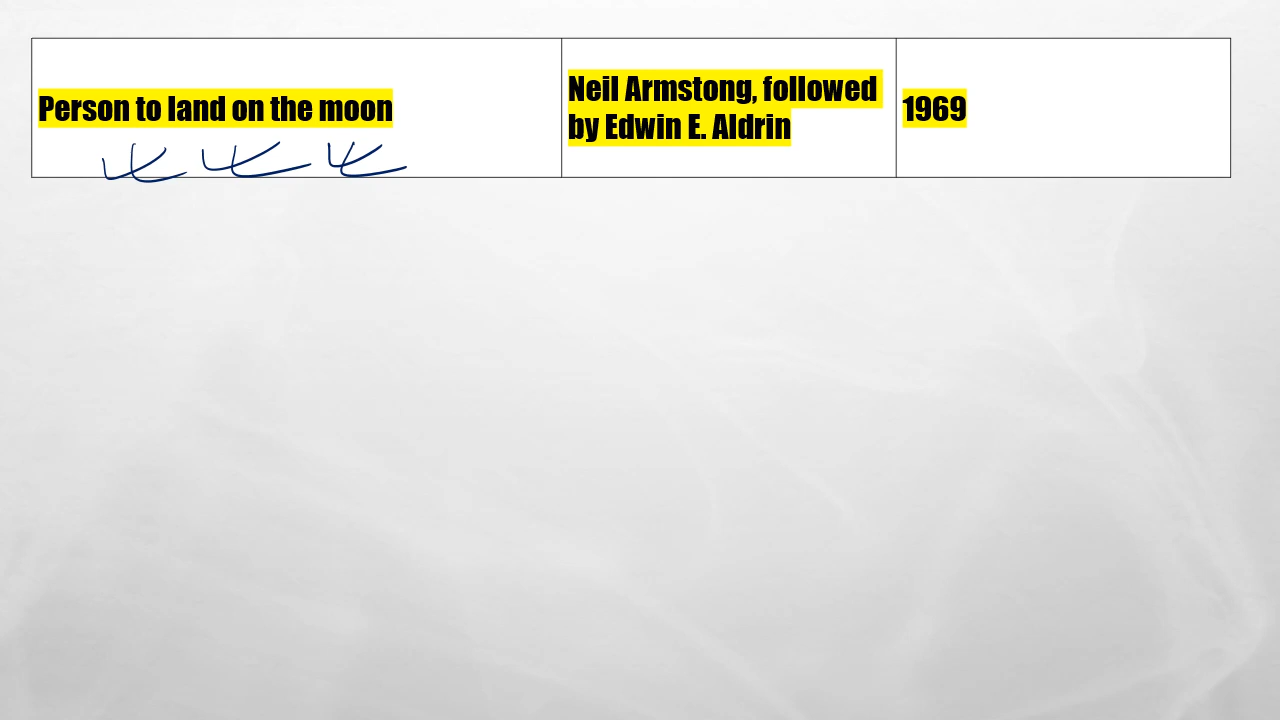 Person to land on the moon
Neil Armstong, followed
by Edwin E. Aldrin
1969